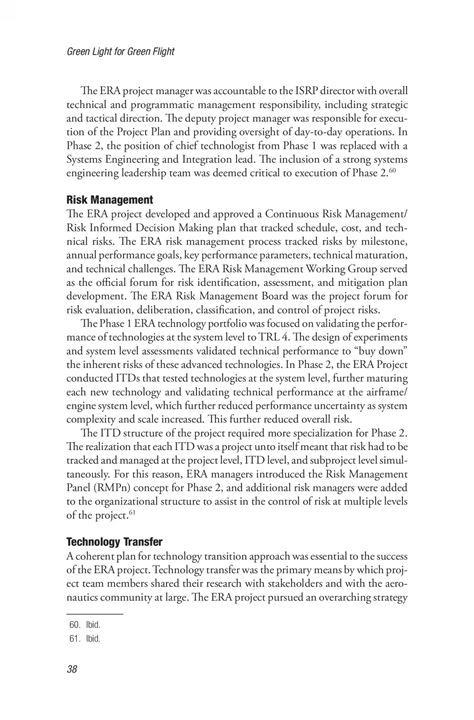 Green Light for Green Flight
The ERA project manager was accountable to the ISRP director with overall
technical and programmatic management responsibility, including strategic
and tactical direction. The deputy project manager was responsible for execu-
tion of the Project Plan and providing oversight of day-to-day operations. In
Phase 2, the position of chief technologist from Phase 1 was replaced with a
Systems Engineering and Integration lead. The inclusion of a strong systems
engineering leadership team was deemed critical to execution of Phase 2.60
Risk Management
The ERA project developed and approved a Continuous Risk Management/
Risk Informed Decision Making plan that tracked schedule, cost, and tech-
nical risks. The ERA risk management process tracked risks by milestone,
annual performance goals, key performance parameters, technical maturation,
and technical challenges. The ERA Risk Management Working Group served
as the official forum for risk identification, assessment, and mitigation plan
development. The ERA Risk Management Board was the project forum for
risk evaluation, deliberation, classification, and control of project risks.
The Phase 1 ERA technology portfolio was focused on validating the perfor-
mance of technologies at the system level to TRL 4. The design of experiments
and system level assessments validated technical performance to “buy down”
the inherent risks of these advanced technologies. In Phase 2, the ERA Project
conducted ITDs that tested technologies at the system level, further maturing
each new technology and validating technical performance at the airframe/
engine system level, which further reduced performance uncertainty as system
complexity and scale increased. This further reduced overall risk.
The ITD structure of the project required more specialization for Phase 2.
The realization that each ITD was a project unto itself meant that risk had to be
tracked and managed at the project level, ITD level, and subproject level simul-
taneously. For this reason, ERA managers introduced the Risk Management
Panel (RMPn) concept for Phase 2, and additional risk managers were added
to the organizational structure to assist in the control of risk at multiple levels
of the project.61
Technology Transfer
A coherent plan for technology transition approach was essential to the success
of the ERA project. Technology transfer was the primary means by which proj-
ect team members shared their research with stakeholders and with the aero-
nautics community at large. The ERA project pursued an overarching strategy
60. Ibid.
61. Ibid.
38